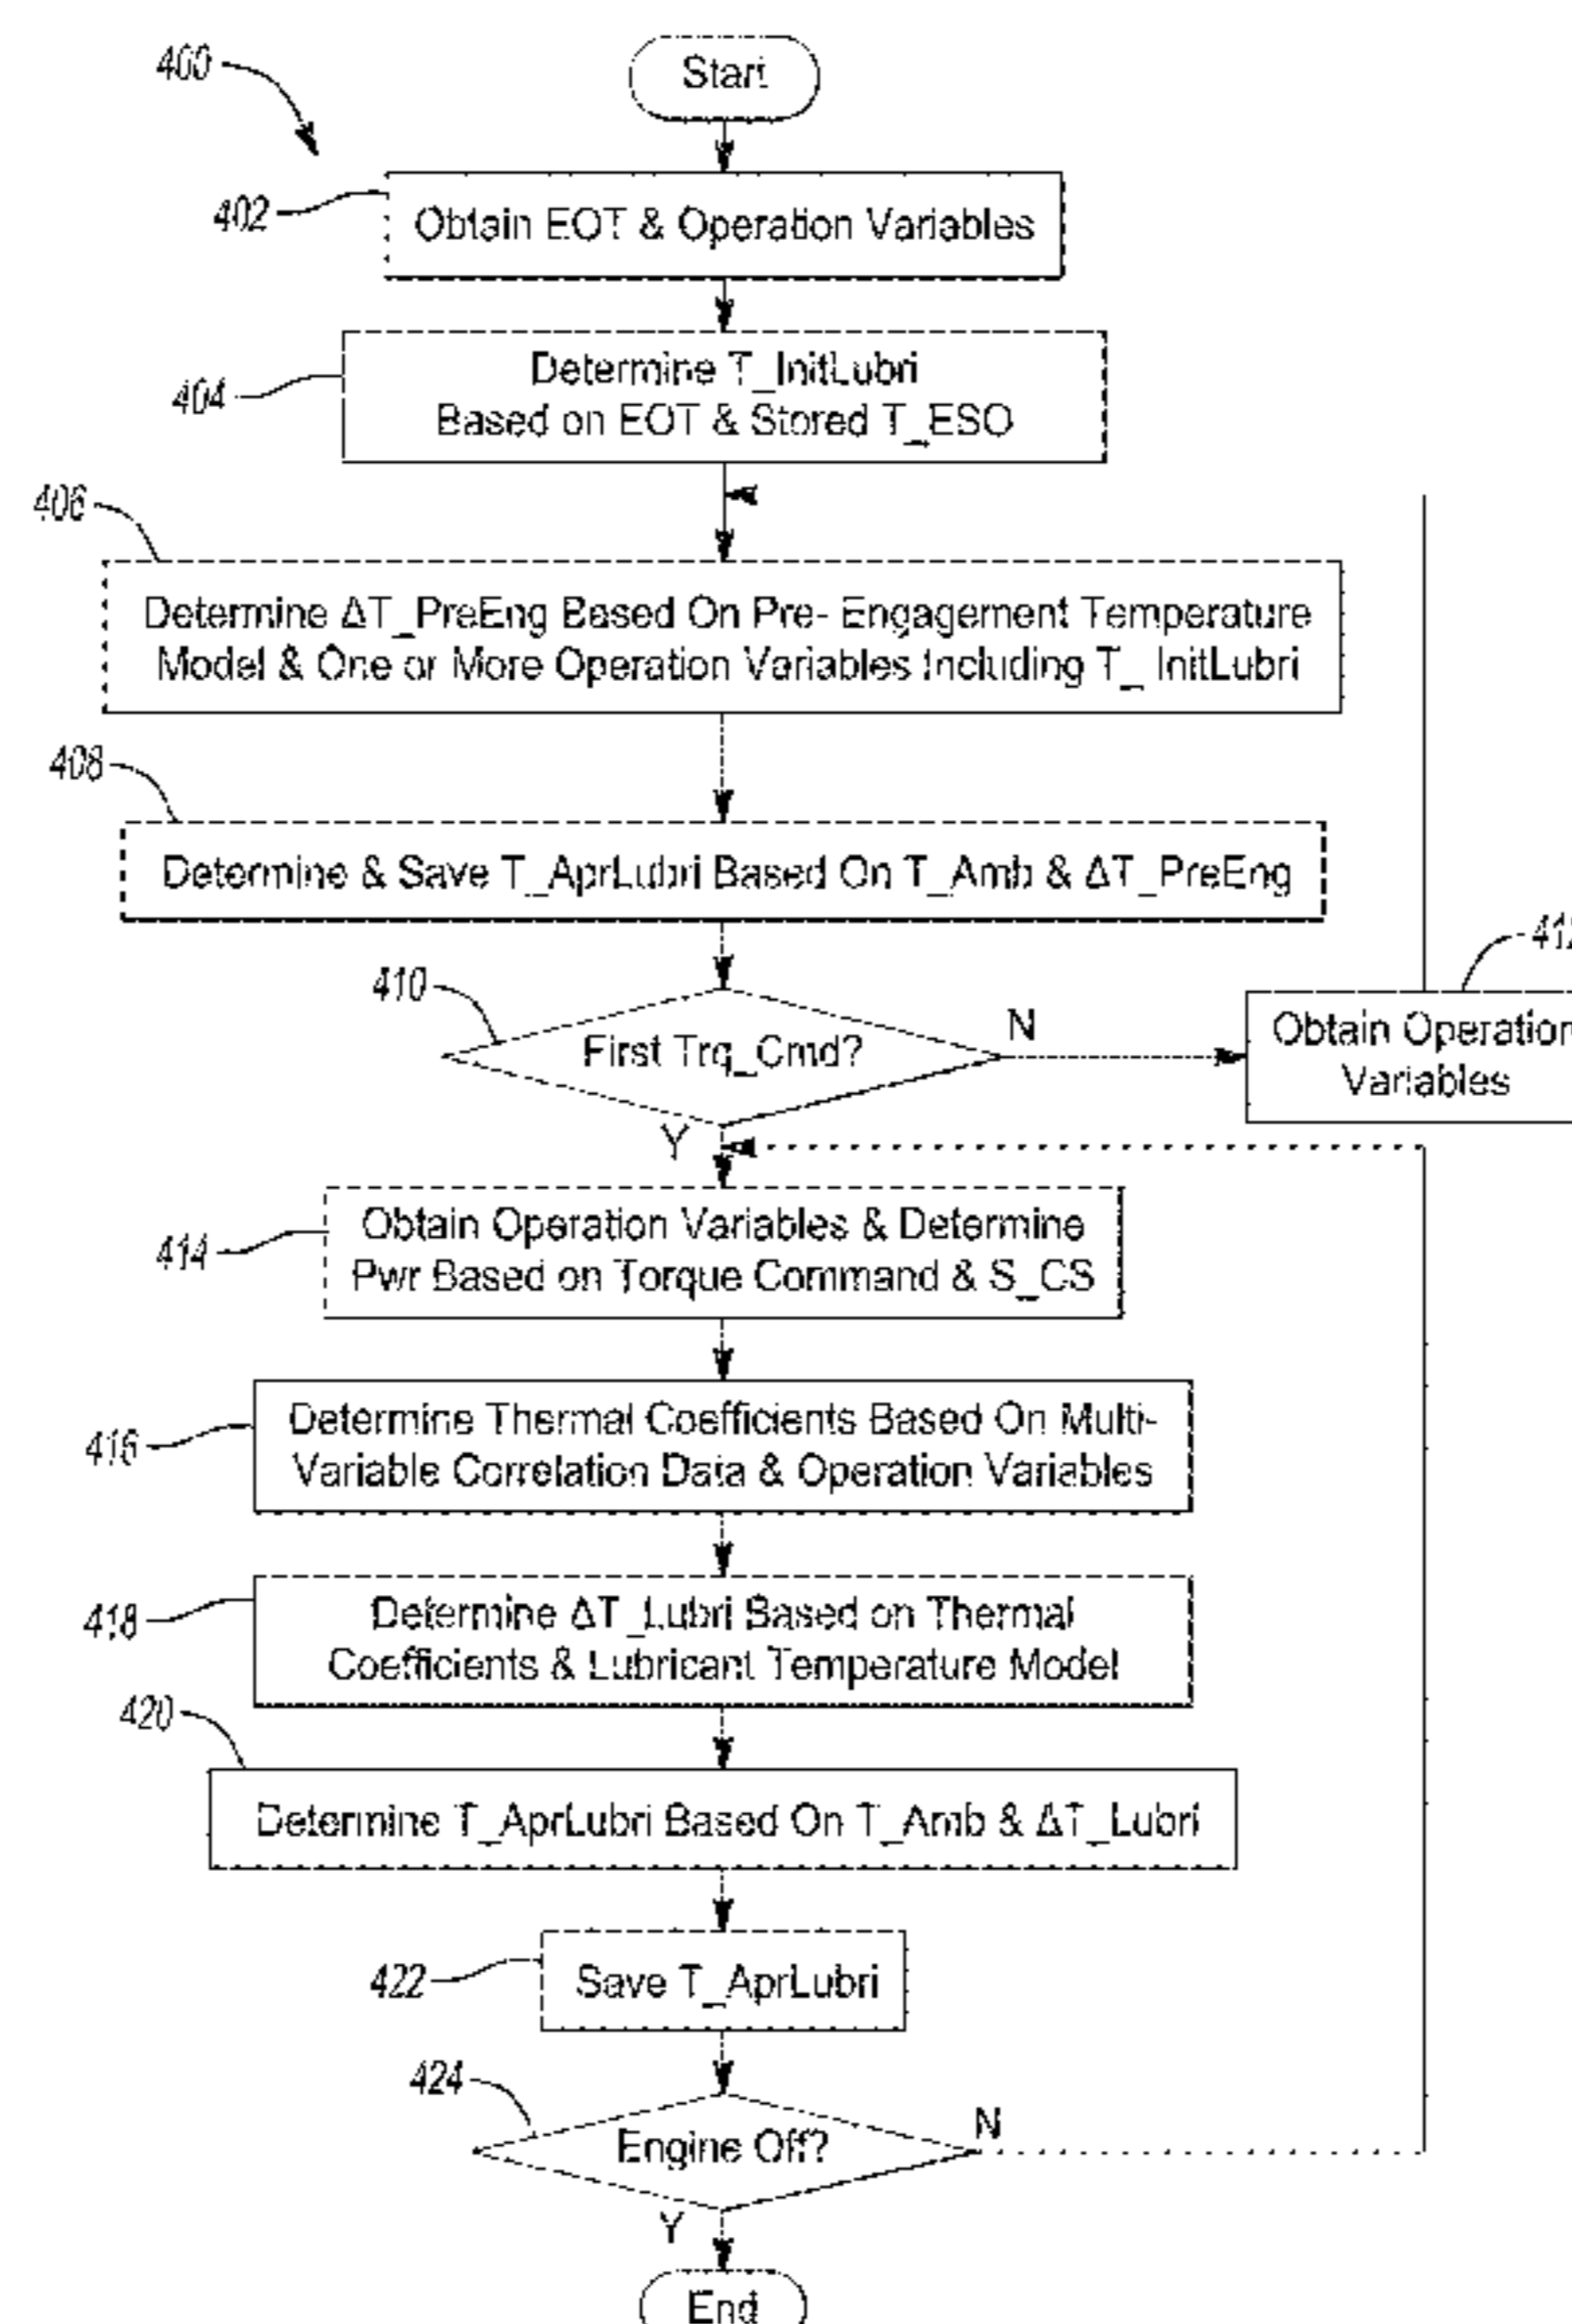 400
Start
402
Obtain EOT & Operation Variables
404
Determine T_InitLubri
Based on EOT & Stored T_ESO
406
Determine ΔT_PreEng Based On Pre- Engagement Temperature
Model & One or More Operation Variables Including T_ InitLubri
408
Determine & Save T_AprLubri Based On T_Amb & ΔT_PreEng
410
First Trq_Cmd?
N
412
Obtain Operation
Variables
Y
414
Obtain Operation Variables & Determine
Pwr Based on Torque Command & S_CS
416
Determine Thermal Coefficients Based On Multi-
Variable Correlation Data & Operation Variables
418
Determine ΔT_Lubri Based on Thermal
Coefficients & Lubricant Temperature Model
420
Determine T_AprLubri Based On T_Amb & ΔT_Lubri
422
Save T_AprLubri
424
Engine Off?
N
Y
End